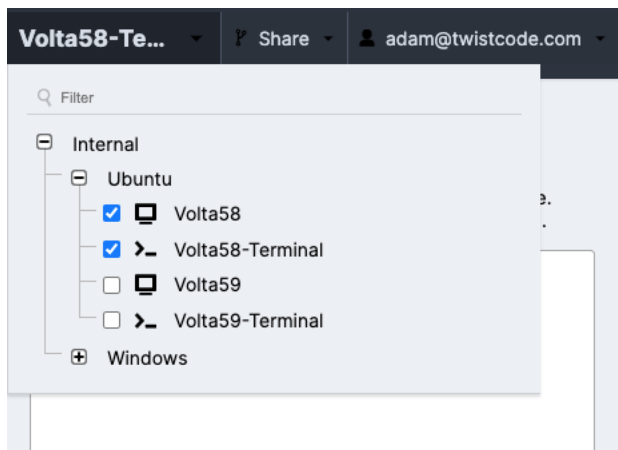 Volta58-Te... Share adam@twistcode.com
Filter
Internal
Ubuntu
Volta58
Volta58-Terminal
Volta59
Volta59-Terminal
Windows